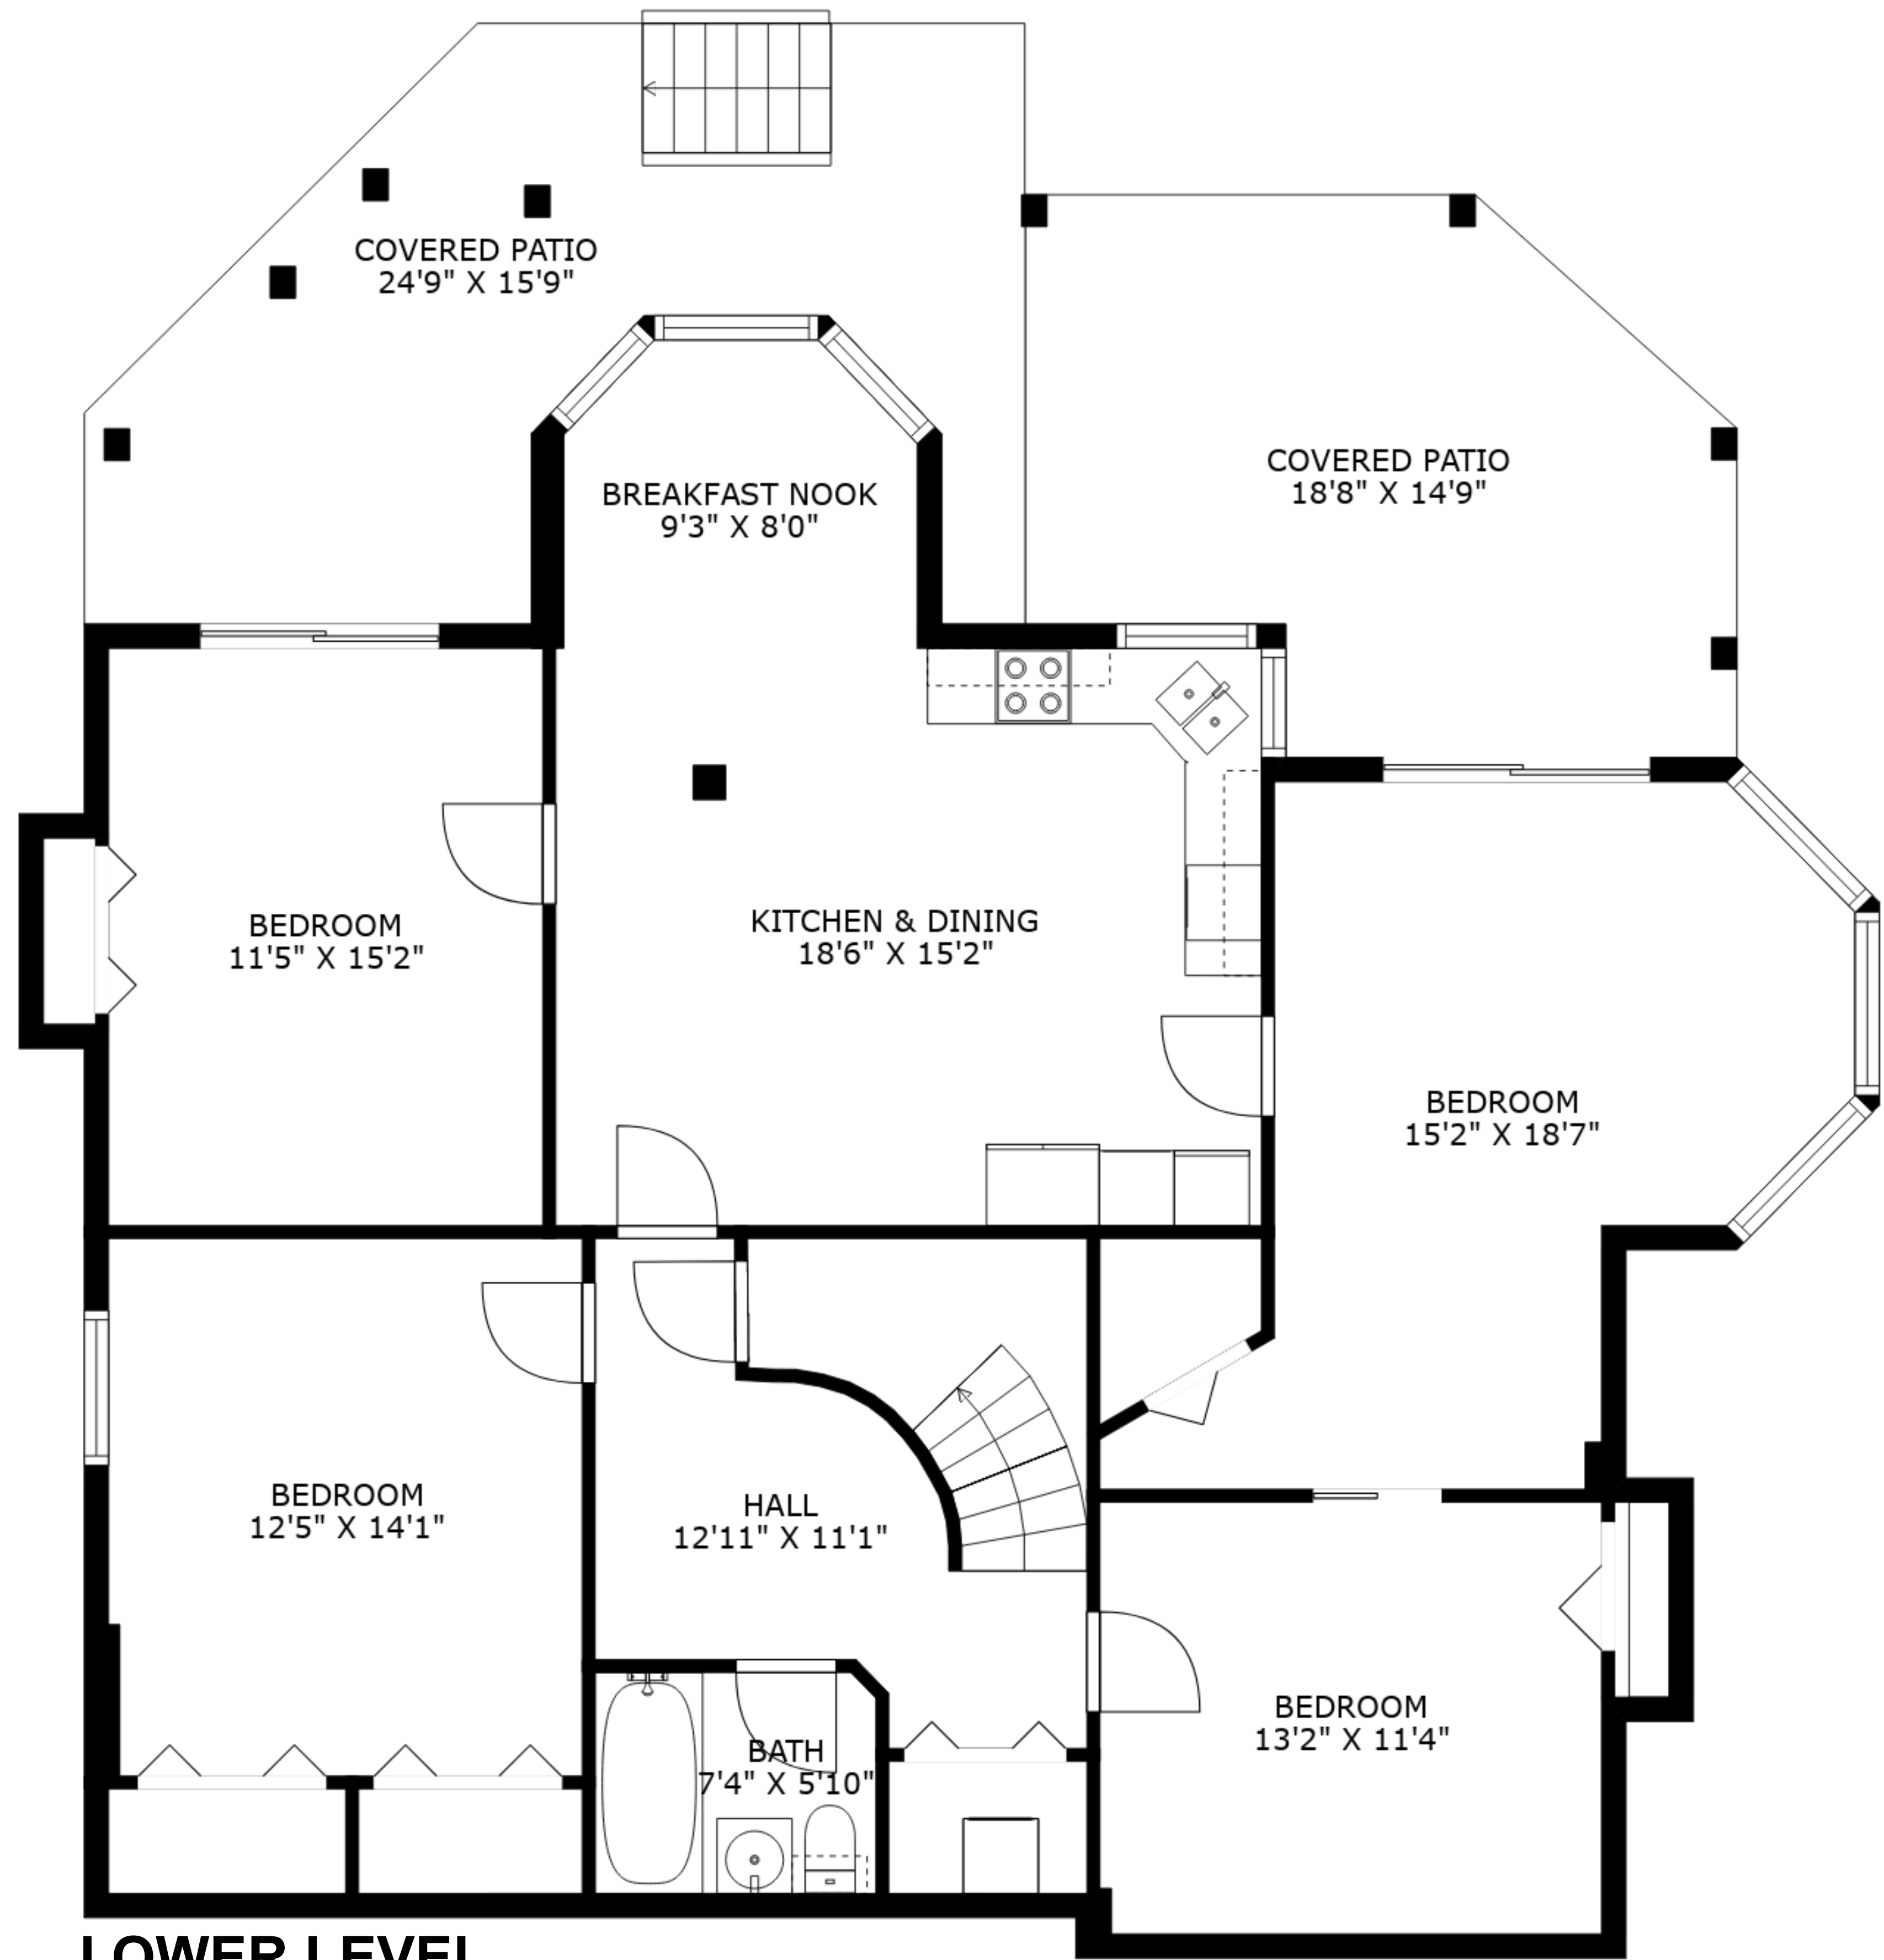 COVERED PATIO
24'9" X 15'9"
COVERED PATIO
18'8" X 14'9"
BREAKFAST NOOK
9'3" X 8'0"
BEDROOM
11'5" X 15'2"
KITCHEN & DINING
18'6" X 15'2"
BEDROOM
15'2" X 18'7"
BEDROOM
12'5" X 14'1"
HALL
12'11" X 11'1"
BEDROOM
13'2" X 11'4"
BATH
7'4" X 5'10"
LOWER LEVEL